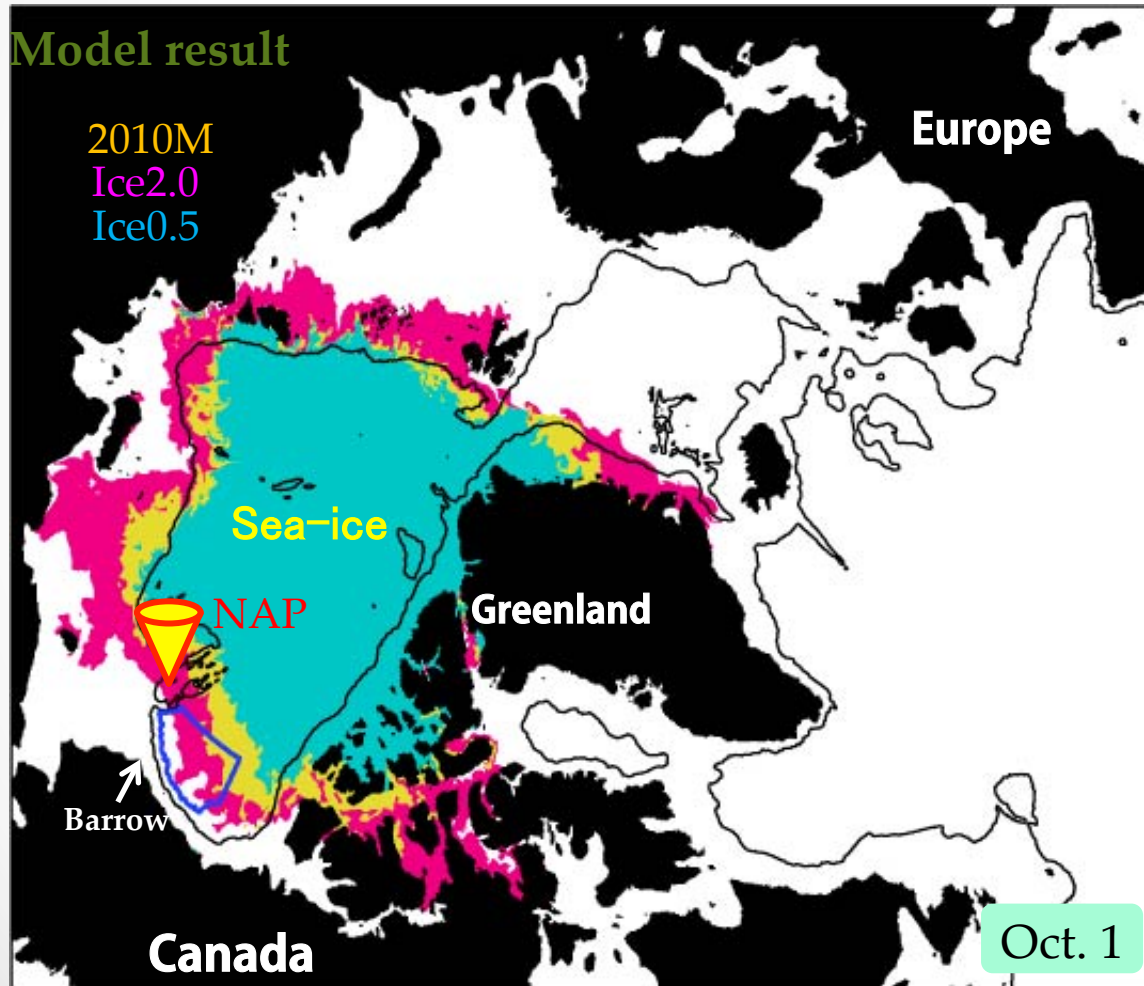 Model result
Europe
2010M
Ice2.0
Ice0.5
Sea-ice
NAP
Greenland
Barrow
Canada
Oct. 1